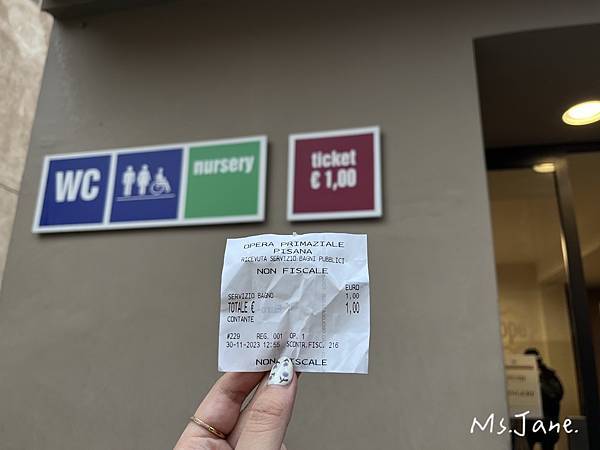 WC
nursery
ticket
€ 1,00
OPERA PRIMAZIALE
PISANA
RICEVUTA SERVIZIO BAGNI PUBBLICI
NON FISCALE
EURO
SERVIZIO BAGNO 1,00
TOTALE € 1,00
CONTANTE
#229 REG. 001 OP. 1
30-11-2023 12:55 SCONTR.FISC. 216
NON FISCALE
Ms.Jane.